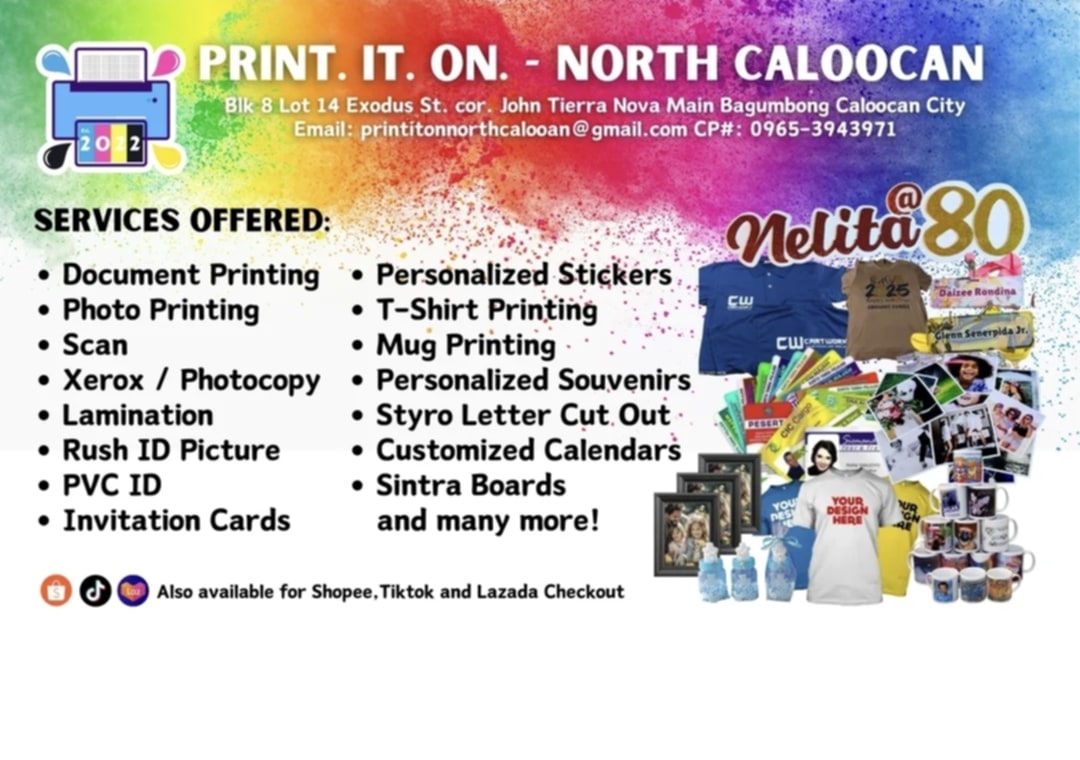 PRINT. IT. ON. - NORTH CALOOCAN
Blk 8 Lot 14 Exodus St. cor. John Tierra Nova Main Bagumbong Caloocan City
Email: printitonnorthcalooan@gmail.com CP#: 0965-3943971
2022
SERVICES OFFERED:
• Document Printing
• Photo Printing
• Scan
• Xerox / Photocopy
• Lamination
• Rush ID Picture
• PVC ID
• Invitation Cards
• Personalized Stickers
• T-Shirt Printing
• Mug Printing
• Personalized Souvenirs
• Styro Letter Cut Out
• Customized Calendars
• Sintra Boards
and many more!
Nelita @80
CW
CW CARTWORK
Daizee Rondina
Glenn Senerpida Jr.
YOUR
DESIGN
HERE
Also available for Shopee,Tiktok and Lazada Checkout